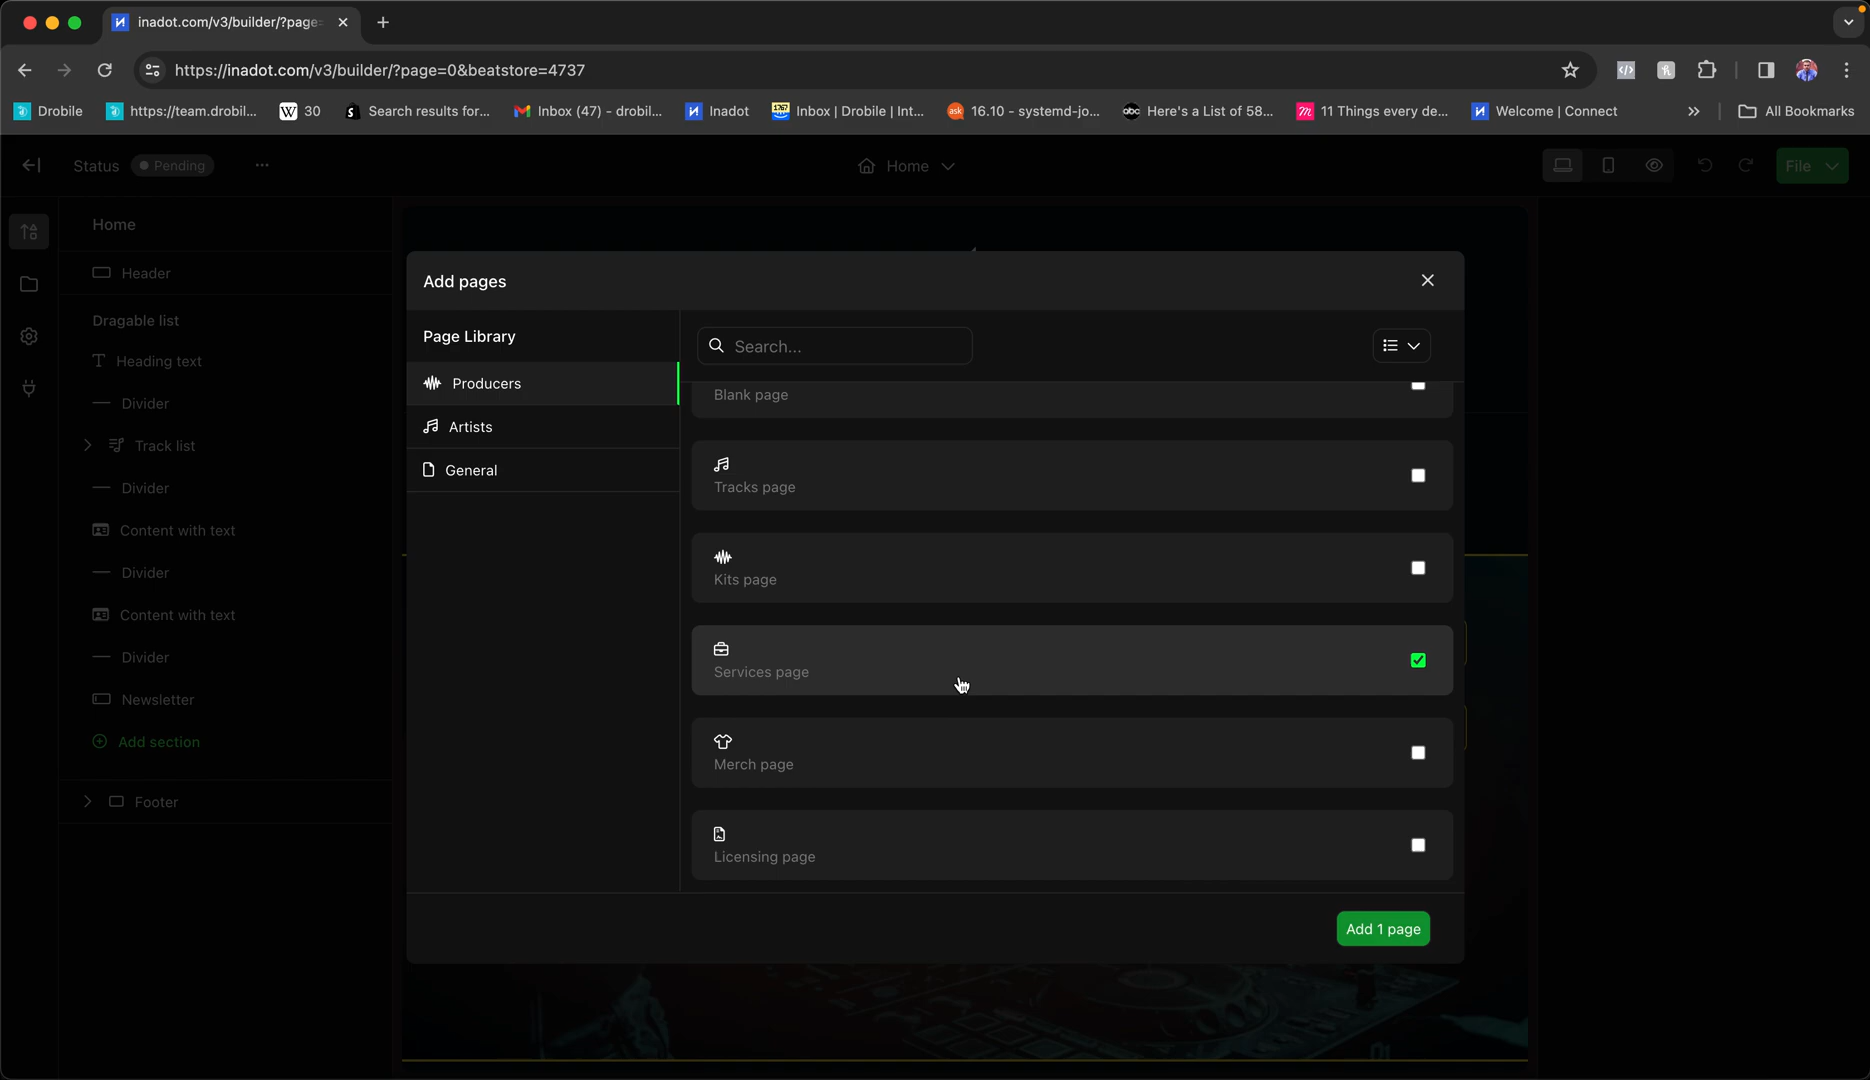 inadot.com/v3/builder/?page=
https://inadot.com/v3/builder/?page=0&beatstore=4737
Drobile
https://team.drobil...
W 30
Search results for...
Inbox (47) - drobil...
Inadot
Inbox | Drobile | Int...
16.10 - systemd-jo...
Here's a List of 58...
11 Things every de...
Welcome | Connect
All Bookmarks
Status
Pending
Home
File
Home
Header
Dragable list
Heading text
Divider
Track list
Divider
Content with text
Divider
Content with text
Divider
Newsletter
Add section
Footer
Add pages
Page Library
Producers
Artists
General
Search...
Blank page
Tracks page
Kits page
Services page
Merch page
Licensing page
Add 1 page